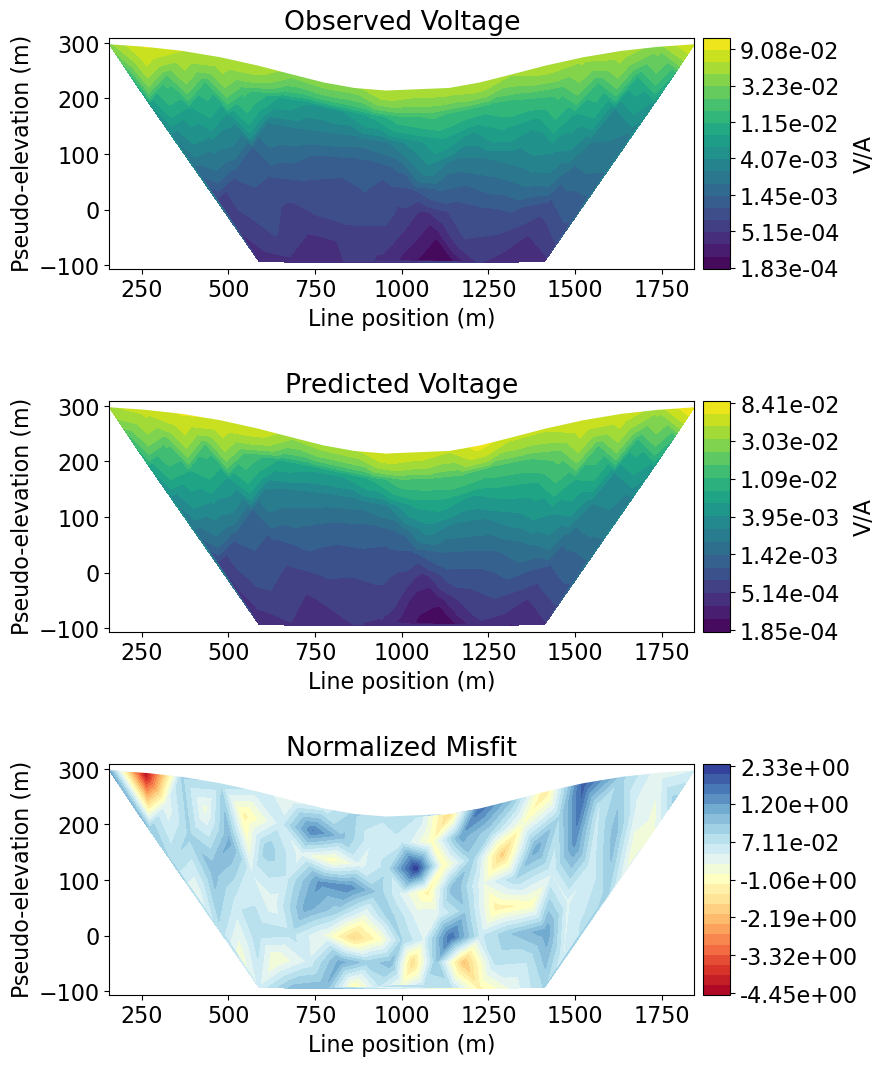 Observed Voltage
Pseudo-elevation (m)
300
200
100
0
−100
250 500 750 1000 1250 1500 1750
Line position (m)
9.08e-02
3.23e-02
1.15e-02
4.07e-03
1.45e-03
5.15e-04
1.83e-04
V/A
Predicted Voltage
Pseudo-elevation (m)
300
200
100
0
−100
250 500 750 1000 1250 1500 1750
Line position (m)
8.41e-02
3.03e-02
1.09e-02
3.95e-03
1.42e-03
5.14e-04
1.85e-04
V/A
Normalized Misfit
Pseudo-elevation (m)
300
200
100
0
−100
250 500 750 1000 1250 1500 1750
Line position (m)
2.33e+00
1.20e+00
7.11e-02
-1.06e+00
-2.19e+00
-3.32e+00
-4.45e+00